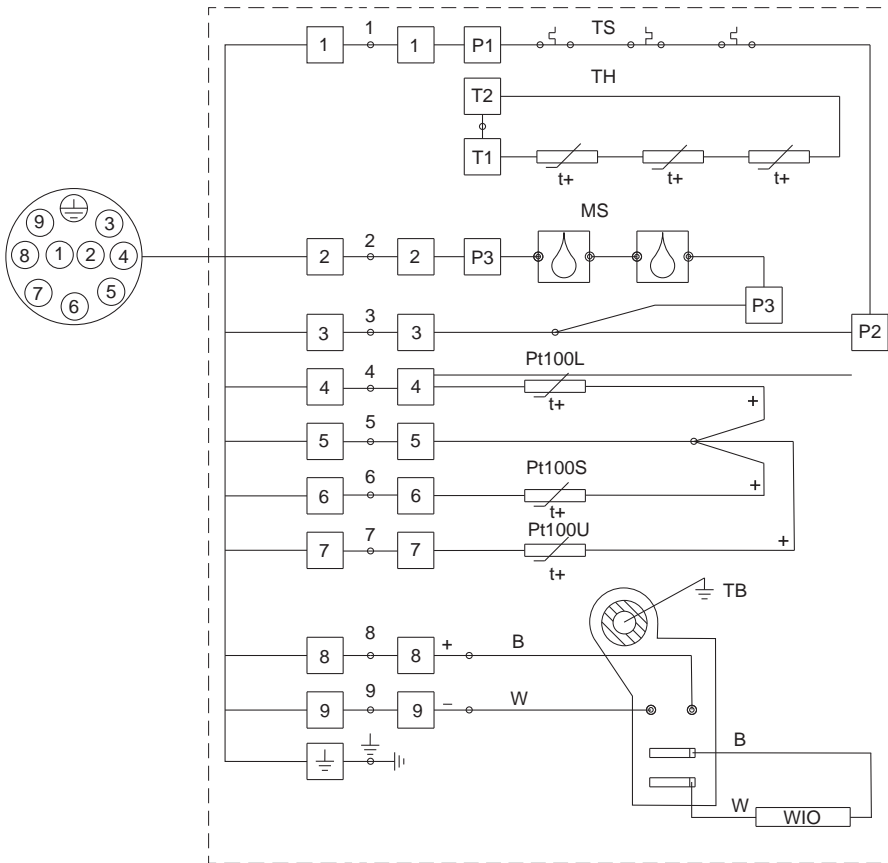 1 1 1 P1 TS
T2 TH
T1 t+ t+ t+
MS
9 3
8 1 2 4
7 5
6
2 2 2 P3
P3
3 3 3 P2
Pt100L
4 4 4 t+ +
5 5 5
Pt100S
6 6 6 t+ +
Pt100U
7 7 7 t+ +
TB
8 8 8 + B
9 9 9 – W
B
W WIO